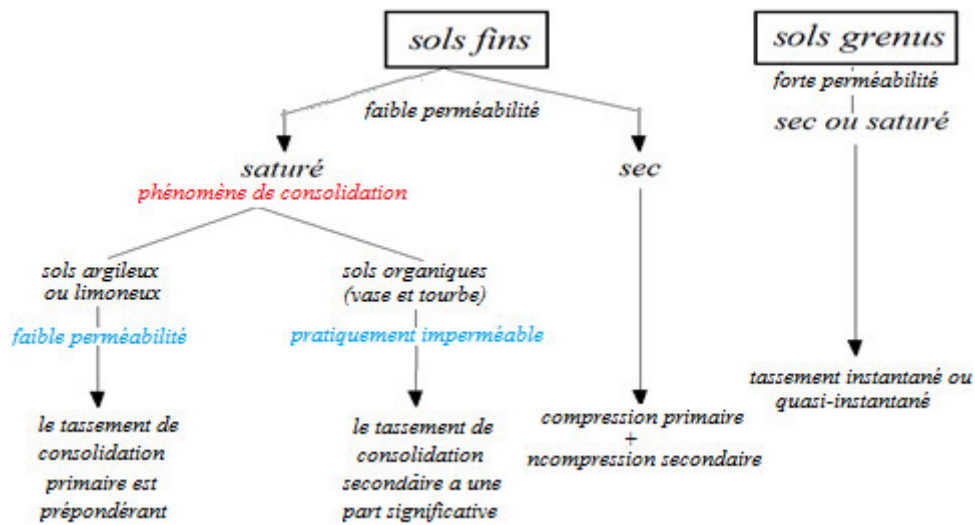 sols fins
sols grenus
forte perméabilité
faible perméabilité
sec ou saturé
saturé
sec
phénomène de consolidation
sols argileux
ou limoneux
sols organiques
(vase et tourbe)
faible perméabilité
pratiquement imperméable
tassement instantané ou
quasi-instantané
le tassement de
consolidation
primaire est
prépondérant
le tassement de
consolidation
secondaire a une
part significative
compression primaire
+
ncompression secondaire